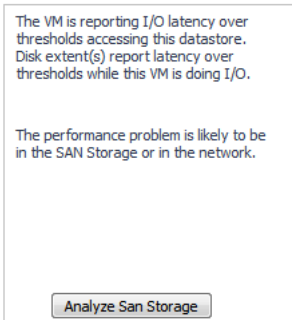 The VM is reporting I/O latency over
thresholds accessing this datastore.
Disk extent(s) report latency over
thresholds while this VM is doing I/O.
The performance problem is likely to be
in the SAN Storage or in the network.
Analyze San Storage